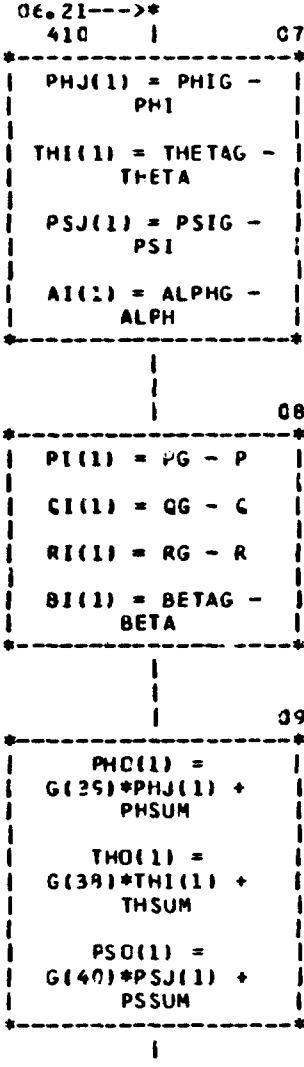 06.21--->*
410 | 07
PHJ(1) = PHIG -
PHI
THI(1) = THETAG -
THETA
PSJ(1) = PSIG -
PSI
AI(1) = ALPHG -
ALPH
08
PI(1) = PG - P
QI(1) = QG - Q
RI(1) = RG - R
BI(1) = BETAG -
BETA
09
PHO(1) =
G(39)*PHJ(1) +
PHSUM
THO(1) =
G(38)*THI(1) +
THSUM
PSO(1) =
G(40)*PSJ(1) +
PSSUM